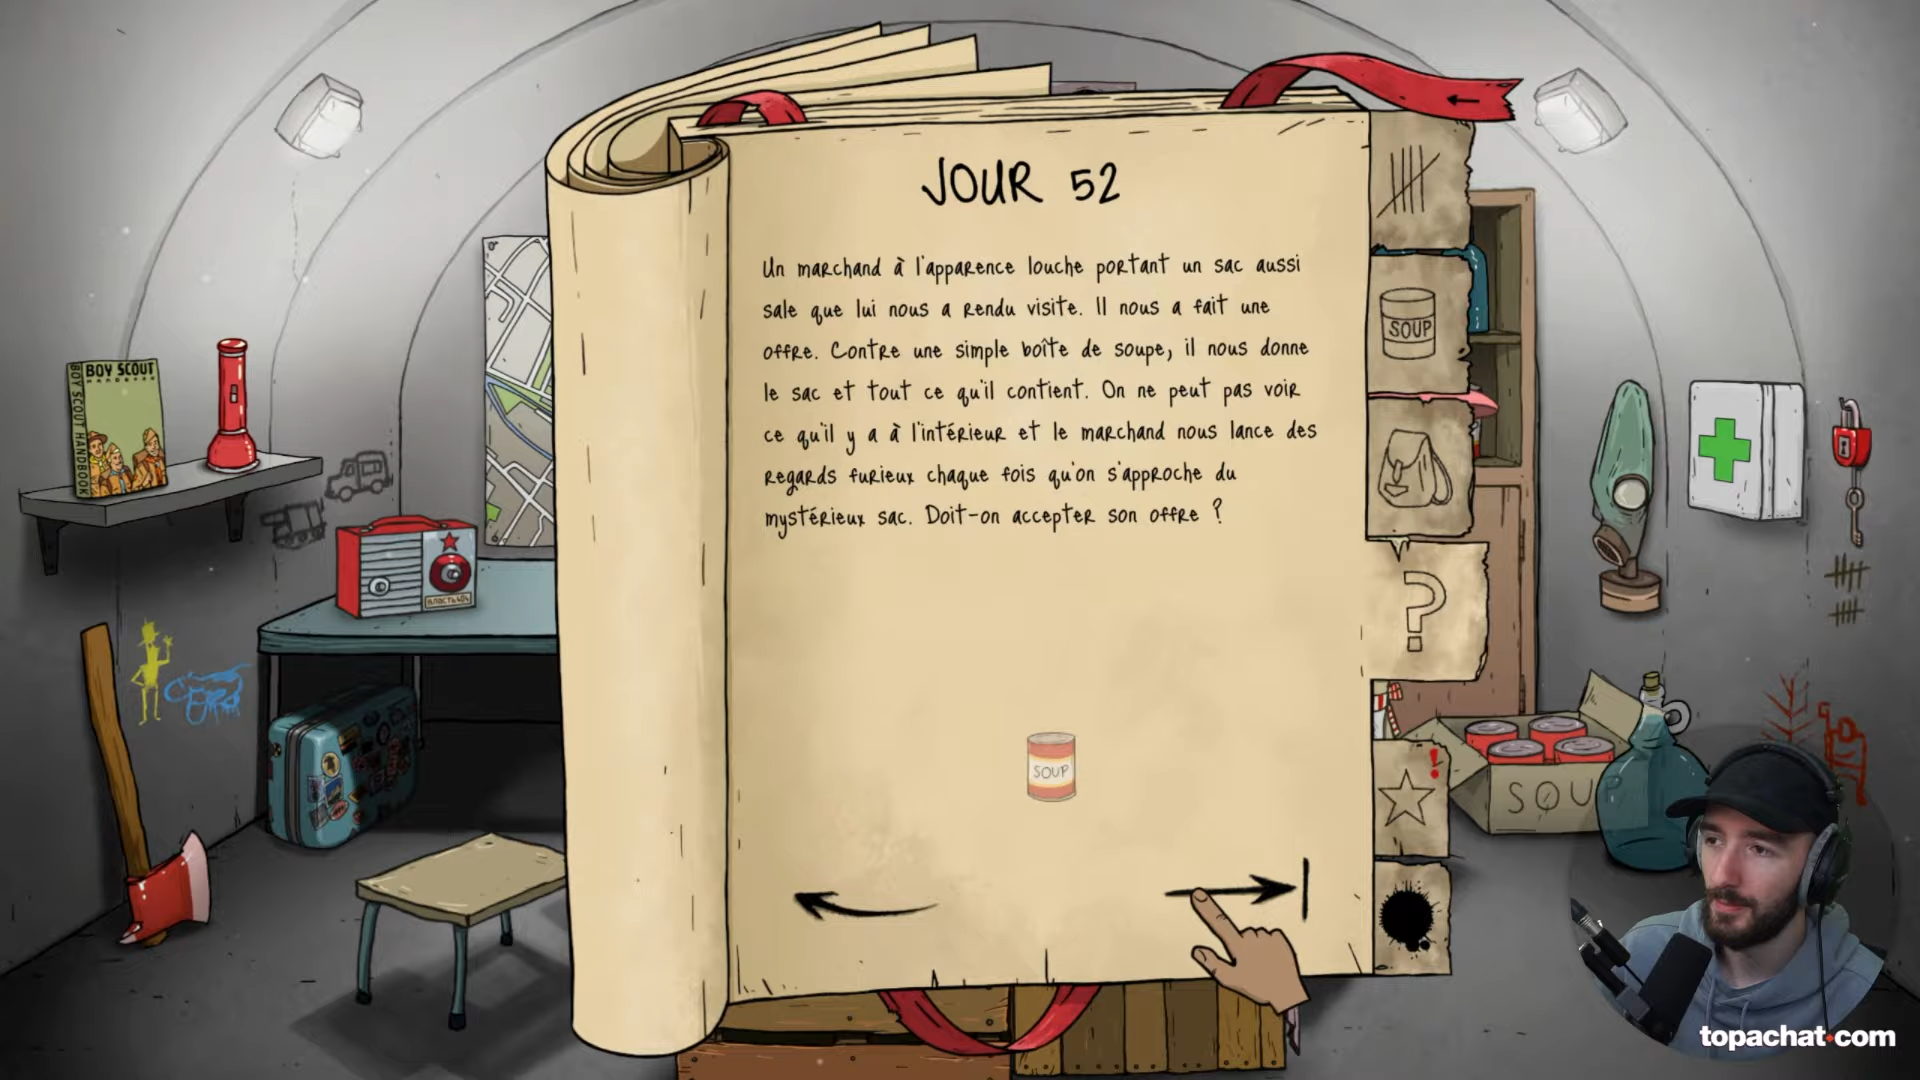 JOUR 52
Un marchand à l'apparence louche portant un sac aussi
sale que lui nous a rendu visite. Il nous a fait une
offre. Contre une simple boîte de soupe, il nous donne
le sac et tout ce qu'il contient. On ne peut pas voir
ce qu'il y a à l'intérieur et le marchand nous lance des
regards furieux chaque fois qu'on s'approche du
mystérieux sac. Doit-on accepter son offre ?
SOUP
SOUP
?
!
BOY SCOUT
HANDBOOK
BOY SCOUT HANDBOOK
SOUP
topachat.com